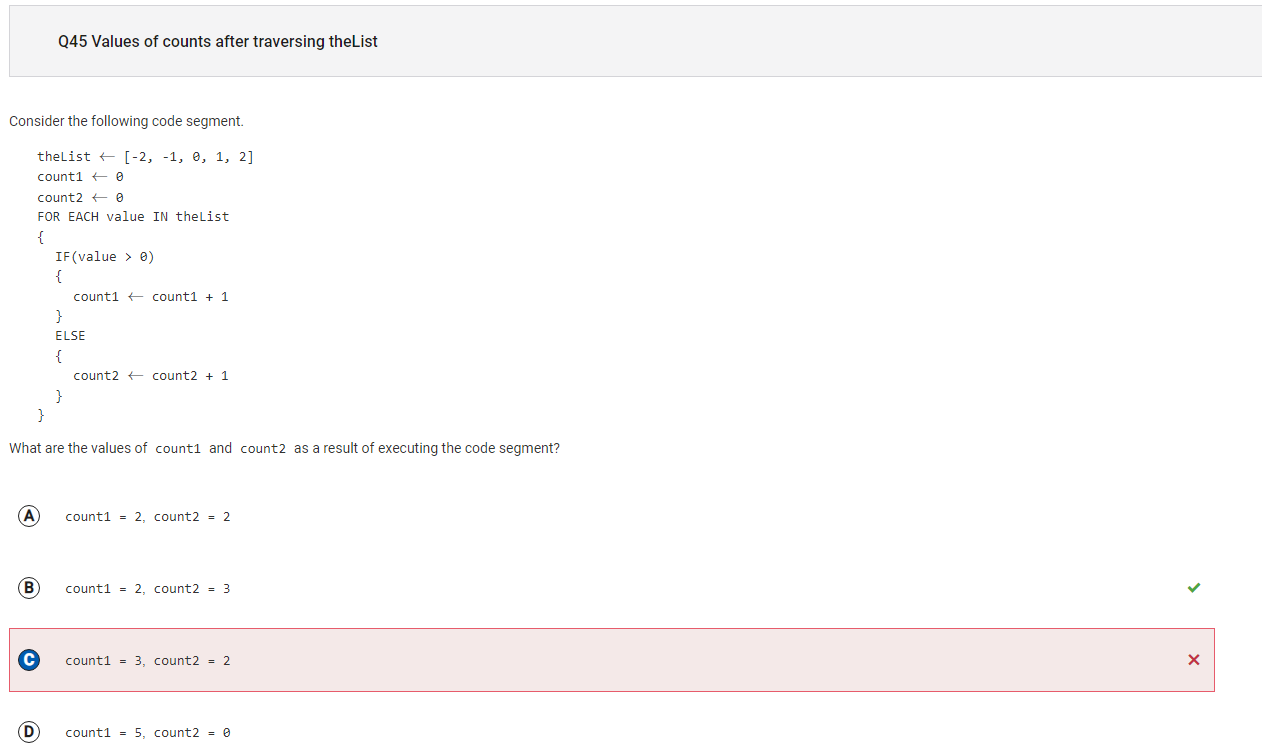 Q45 Values of counts after traversing theList
Consider the following code segment.
theList ← [-2, -1, 0, 1, 2]
count1 ← 0
count2 ← 0
FOR EACH value IN theList
{
IF(value > 0)
{
count1 ← count1 + 1
}
ELSE
{
count2 ← count2 + 1
}
}
What are the values of count1 and count2 as a result of executing the code segment?
A count1 = 2, count2 = 2
B count1 = 2, count2 = 3
C count1 = 3, count2 = 2
D count1 = 5, count2 = 0